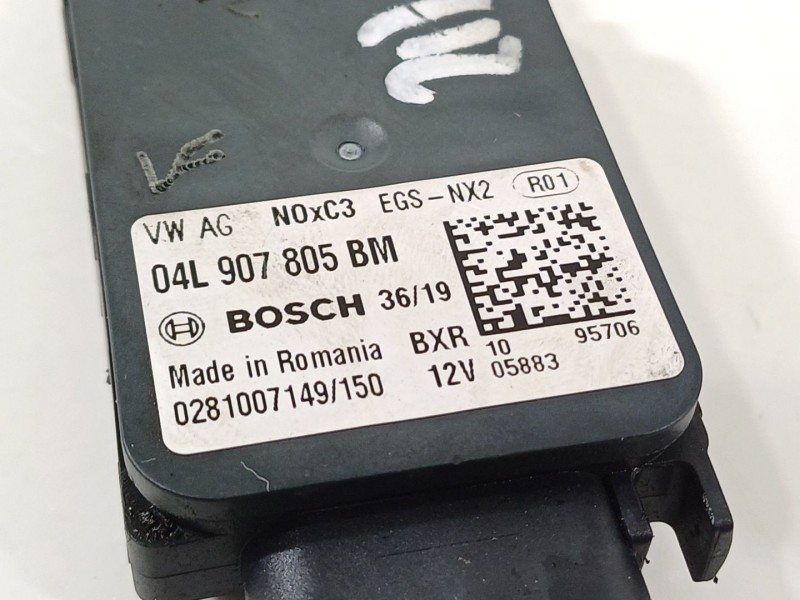 VW AG NOxC3 EGS-NX2 R01
04L 907 805 BM
BOSCH 36/19
Made in Romania BXR 10 95706
0281007149/150 12V 05883